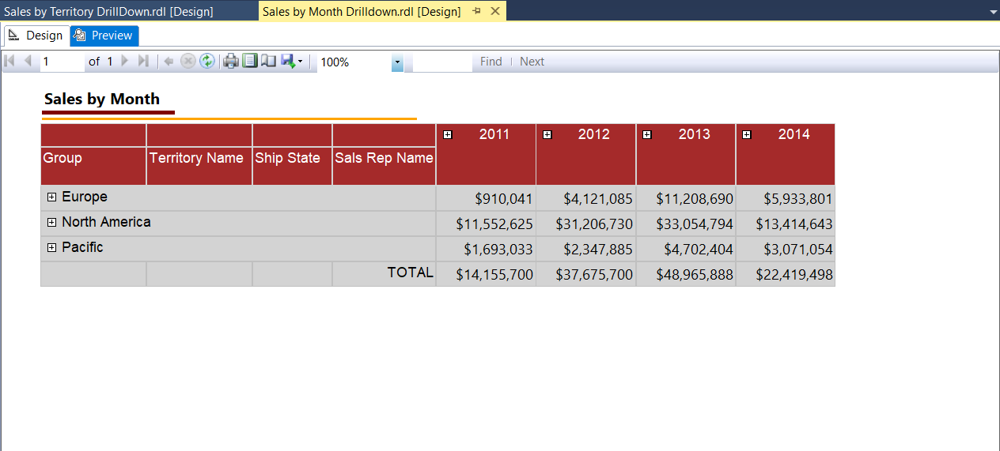 Sales by Territory DrillDown.rdl [Design] Sales by Month Drilldown.rdl [Design]
Design Preview
1 of 1 100% Find Next
Sales by Month
2011 2012 2013 2014
Group Territory Name Ship State Sals Rep Name
Europe $910,041 $4,121,085 $11,208,690 $5,933,801
North America $11,552,625 $31,206,730 $33,054,794 $13,414,643
Pacific $1,693,033 $2,347,885 $4,702,404 $3,071,054
TOTAL $14,155,700 $37,675,700 $48,965,888 $22,419,498